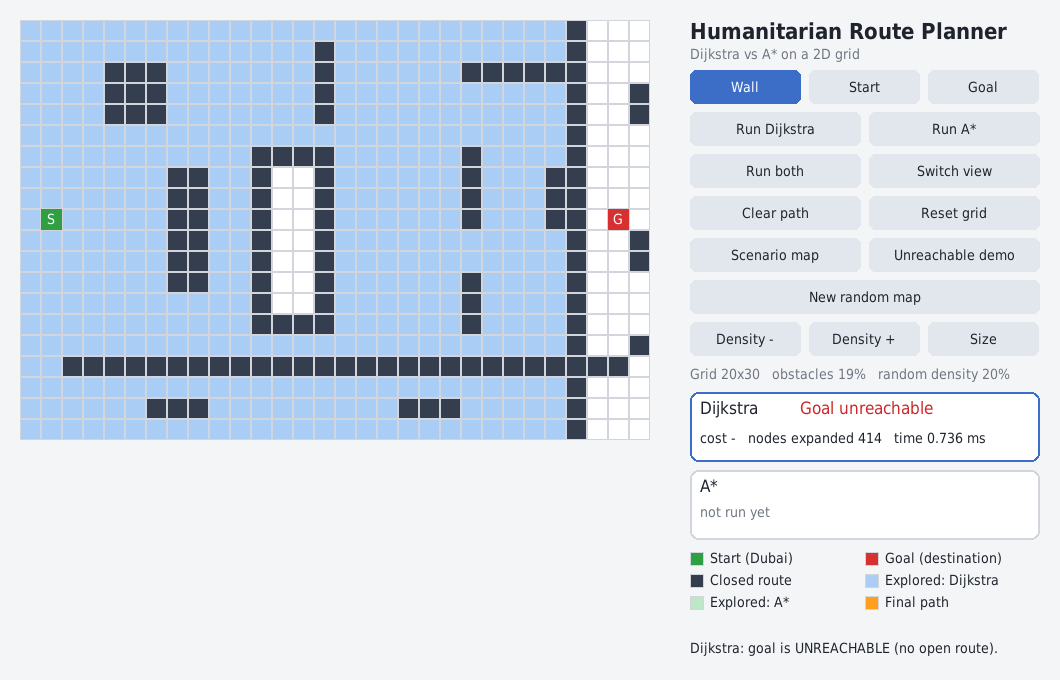 Humanitarian Route Planner
Dijkstra vs A* on a 2D grid
Wall Start Goal
Run Dijkstra Run A*
Run both Switch view
Clear path Reset grid
Scenario map Unreachable demo
New random map
Density - Density + Size
Grid 20x30 obstacles 19% random density 20%
Dijkstra Goal unreachable
cost - nodes expanded 414 time 0.736 ms
A*
not run yet
Start (Dubai) Goal (destination)
Closed route Explored: Dijkstra
Explored: A* Final path
Dijkstra: goal is UNREACHABLE (no open route).
S
G